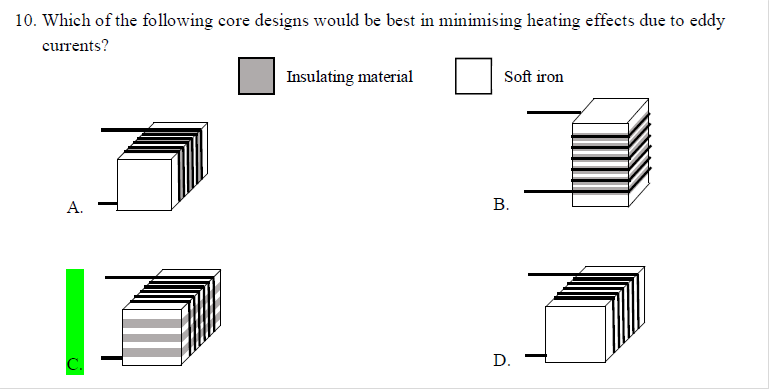 10. Which of the following core designs would be best in minimising heating effects due to eddy
currents?
Insulating material
Soft iron
A.
B.
C.
D.